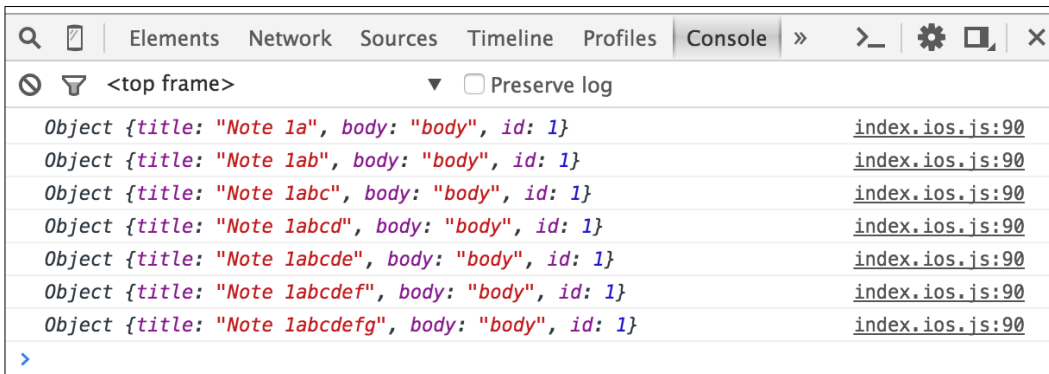 Elements Network Sources Timeline Profiles Console »
<top frame> ▼ Preserve log
Object {title: "Note 1a", body: "body", id: 1} index.ios.js:90
Object {title: "Note 1ab", body: "body", id: 1} index.ios.js:90
Object {title: "Note 1abc", body: "body", id: 1} index.ios.js:90
Object {title: "Note 1abcd", body: "body", id: 1} index.ios.js:90
Object {title: "Note 1abcde", body: "body", id: 1} index.ios.js:90
Object {title: "Note 1abcdef", body: "body", id: 1} index.ios.js:90
Object {title: "Note 1abcdefg", body: "body", id: 1} index.ios.js:90